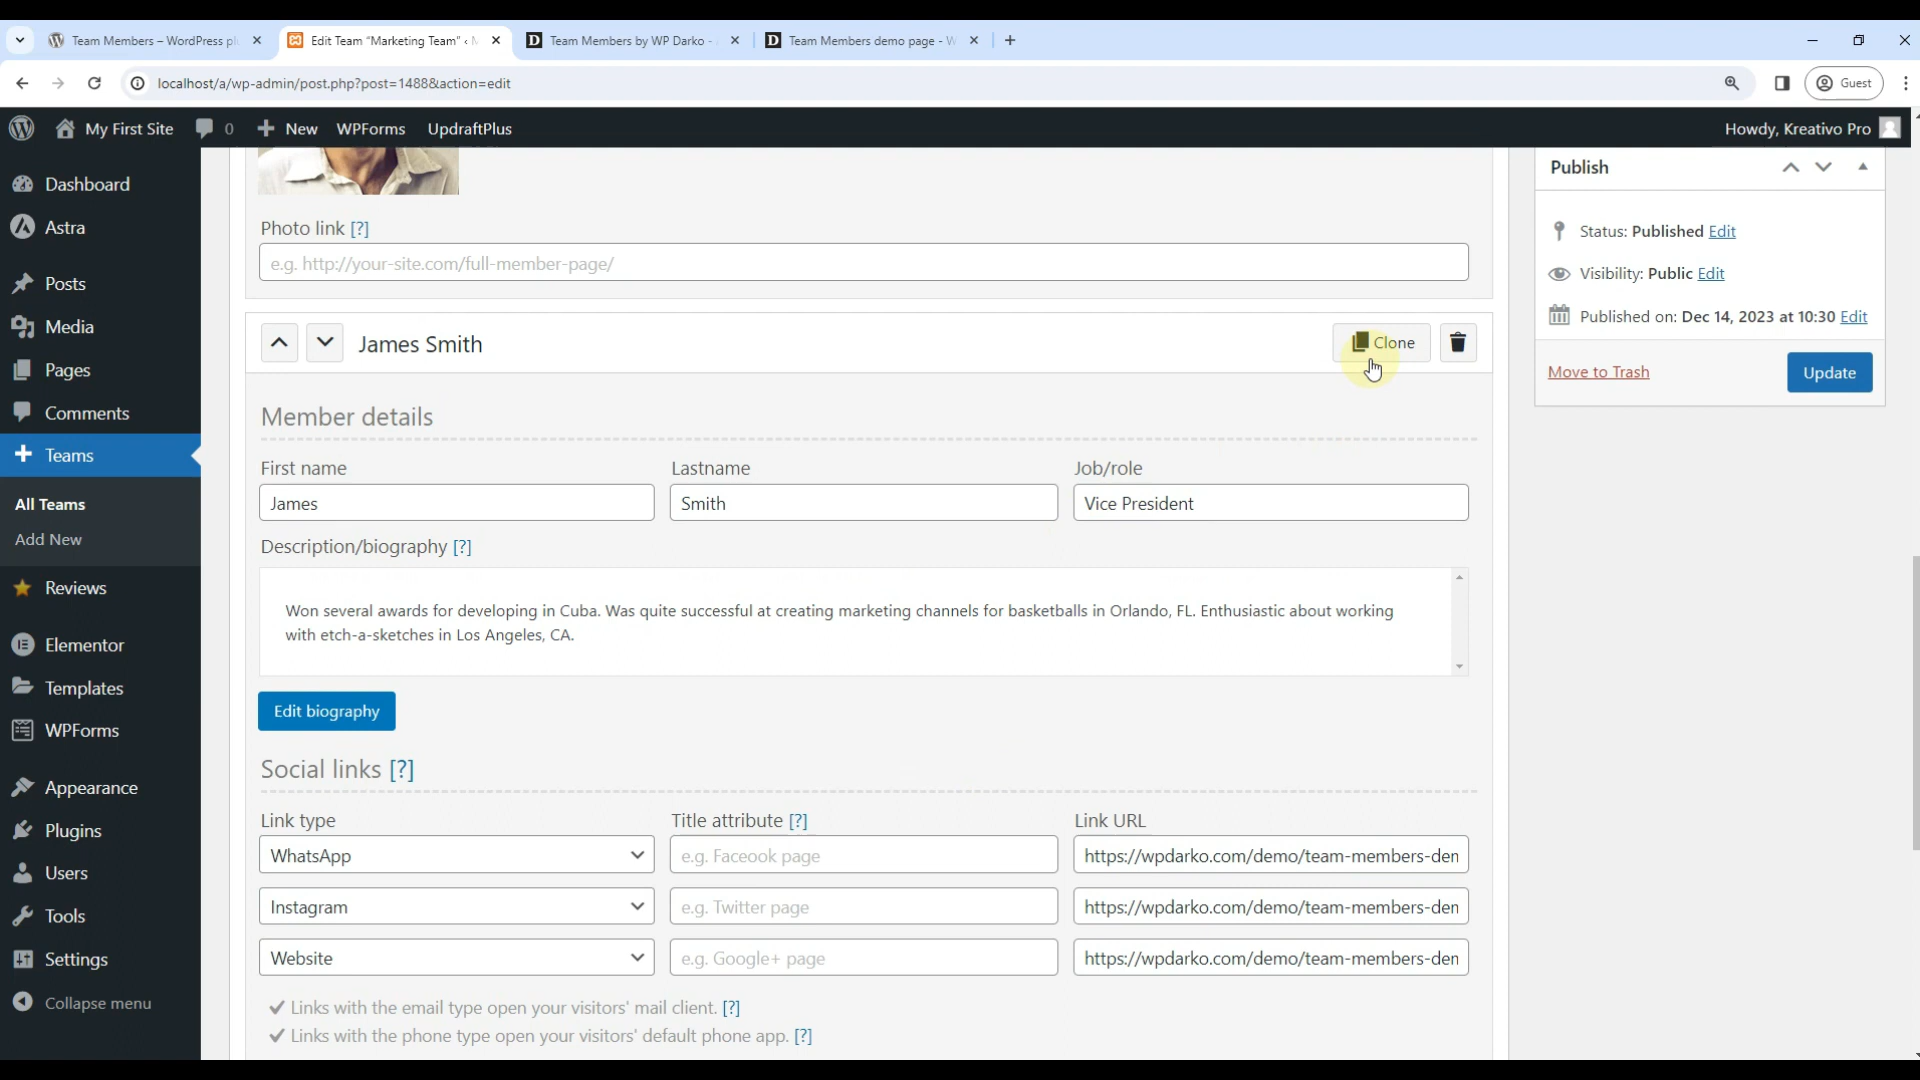 Team Members – WordPress pl
Edit Team "Marketing Team" ‹ M
Team Members by WP Darko -
Team Members demo page - W
localhost/a/wp-admin/post.php?post=1488&action=edit
Guest
My First Site
0
New
WPForms
UpdraftPlus
Howdy, Kreativo Pro
Dashboard
Astra
Posts
Media
Pages
Comments
Teams
All Teams
Add New
Reviews
Elementor
Templates
WPForms
Appearance
Plugins
Users
Tools
Settings
Collapse menu
Photo link [?]
e.g. http://your-site.com/full-member-page/
James Smith
Clone
Member details
First name
Lastname
Job/role
James
Smith
Vice President
Description/biography [?]
Won several awards for developing in Cuba. Was quite successful at creating marketing channels for basketballs in Orlando, FL. Enthusiastic about working
with etch-a-sketches in Los Angeles, CA.
Edit biography
Social links [?]
Link type
Title attribute [?]
Link URL
WhatsApp
e.g. Faceook page
https://wpdarko.com/demo/team-members-den
Instagram
e.g. Twitter page
https://wpdarko.com/demo/team-members-den
Website
e.g. Google+ page
https://wpdarko.com/demo/team-members-den
Links with the email type open your visitors' mail client. [?]
Links with the phone type open your visitors' default phone app. [?]
Publish
Status: Published Edit
Visibility: Public Edit
Published on: Dec 14, 2023 at 10:30 Edit
Move to Trash
Update